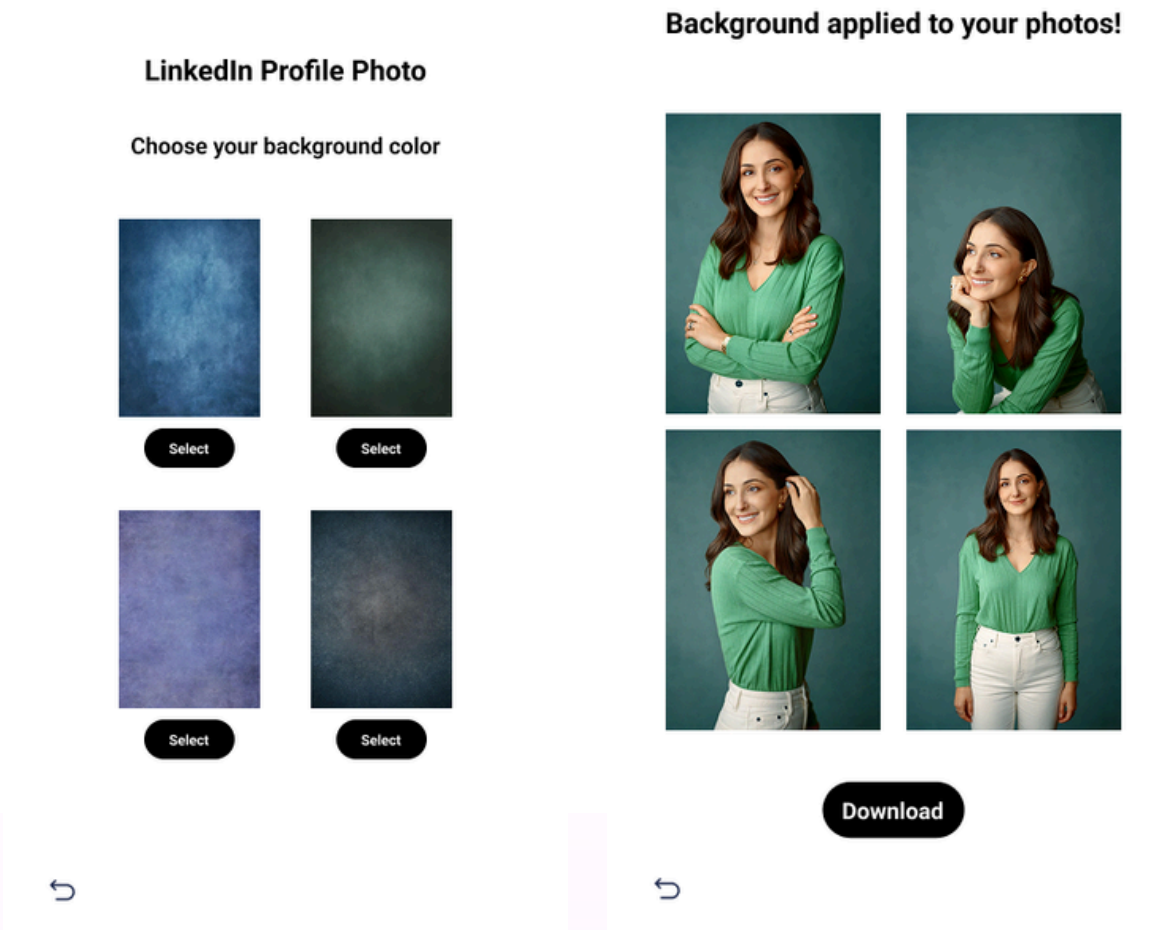 LinkedIn Profile Photo
Choose your background color
Select
Select
Select
Select
Background applied to your photos!
Download